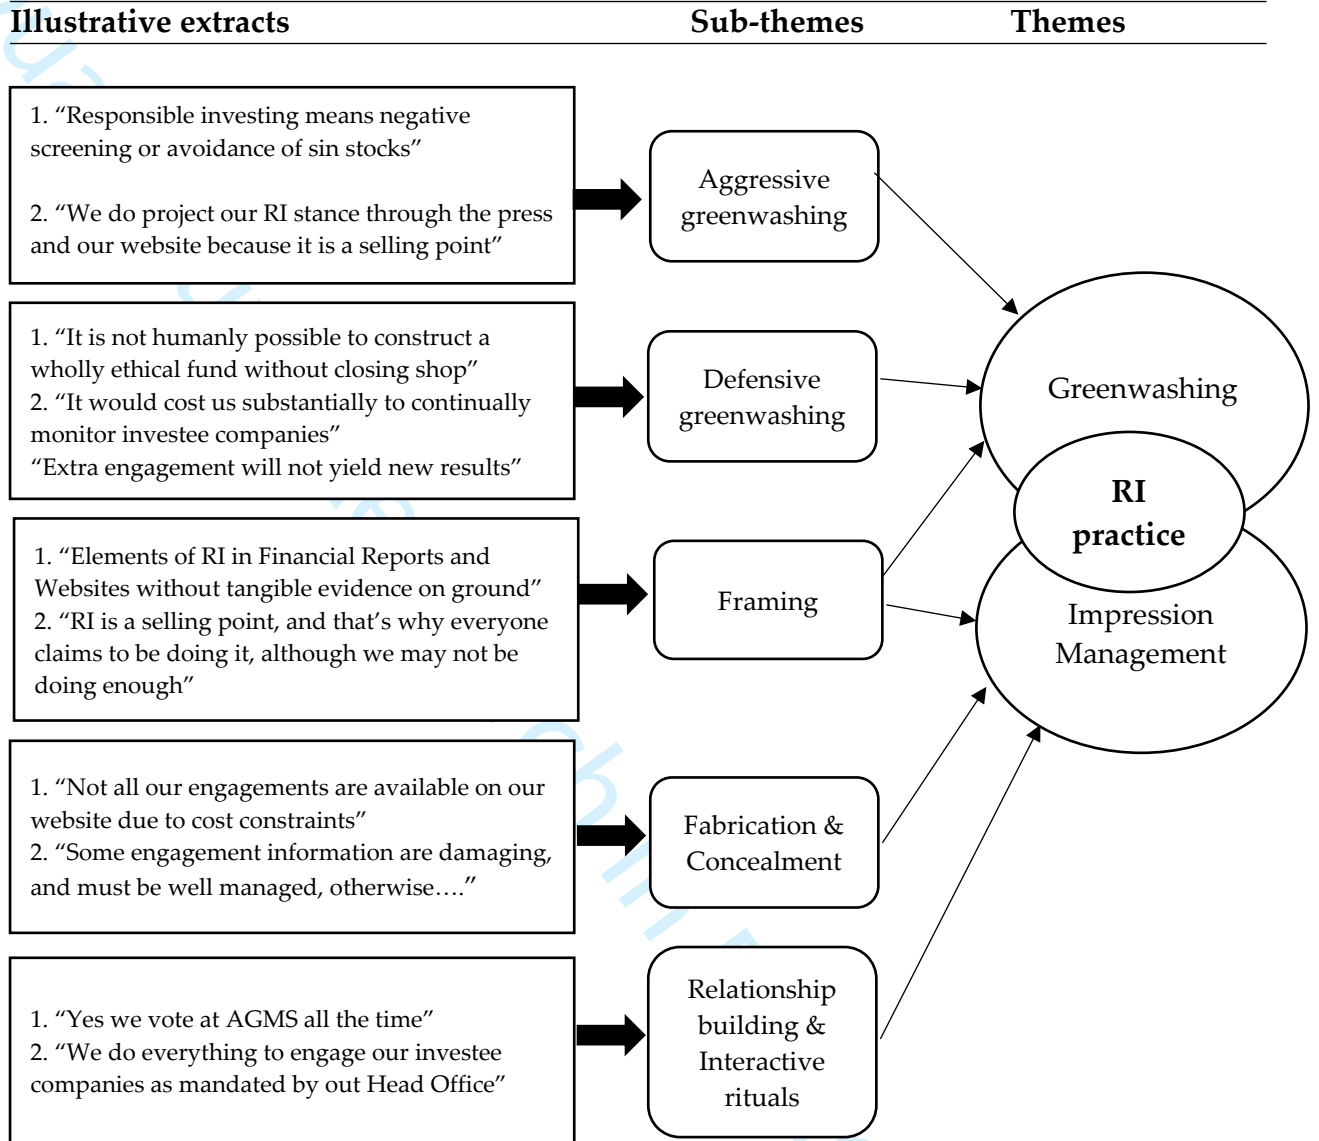 Illustrative extracts
Sub-themes
Themes
1. “Responsible investing means negative
screening or avoidance of sin stocks”
2. “We do project our RI stance through the press
and our website because it is a selling point”
Aggressive
greenwashing
1. “It is not humanly possible to construct a
wholly ethical fund without closing shop”
2. “It would cost us substantially to continually
monitor investee companies”
“Extra engagement will not yield new results”
Defensive
greenwashing
1. “Elements of RI in Financial Reports and
Websites without tangible evidence on ground”
2. “RI is a selling point, and that’s why everyone
claims to be doing it, although we may not be
doing enough”
Framing
1. “Not all our engagements are available on our
website due to cost constraints”
2. “Some engagement information are damaging,
and must be well managed, otherwise….”
Fabrication &
Concealment
1. “Yes we vote at AGMS all the time”
2. “We do everything to engage our investee
companies as mandated by out Head Office”
Relationship
building &
Interactive
rituals
Greenwashing
RI
practice
Impression
Management